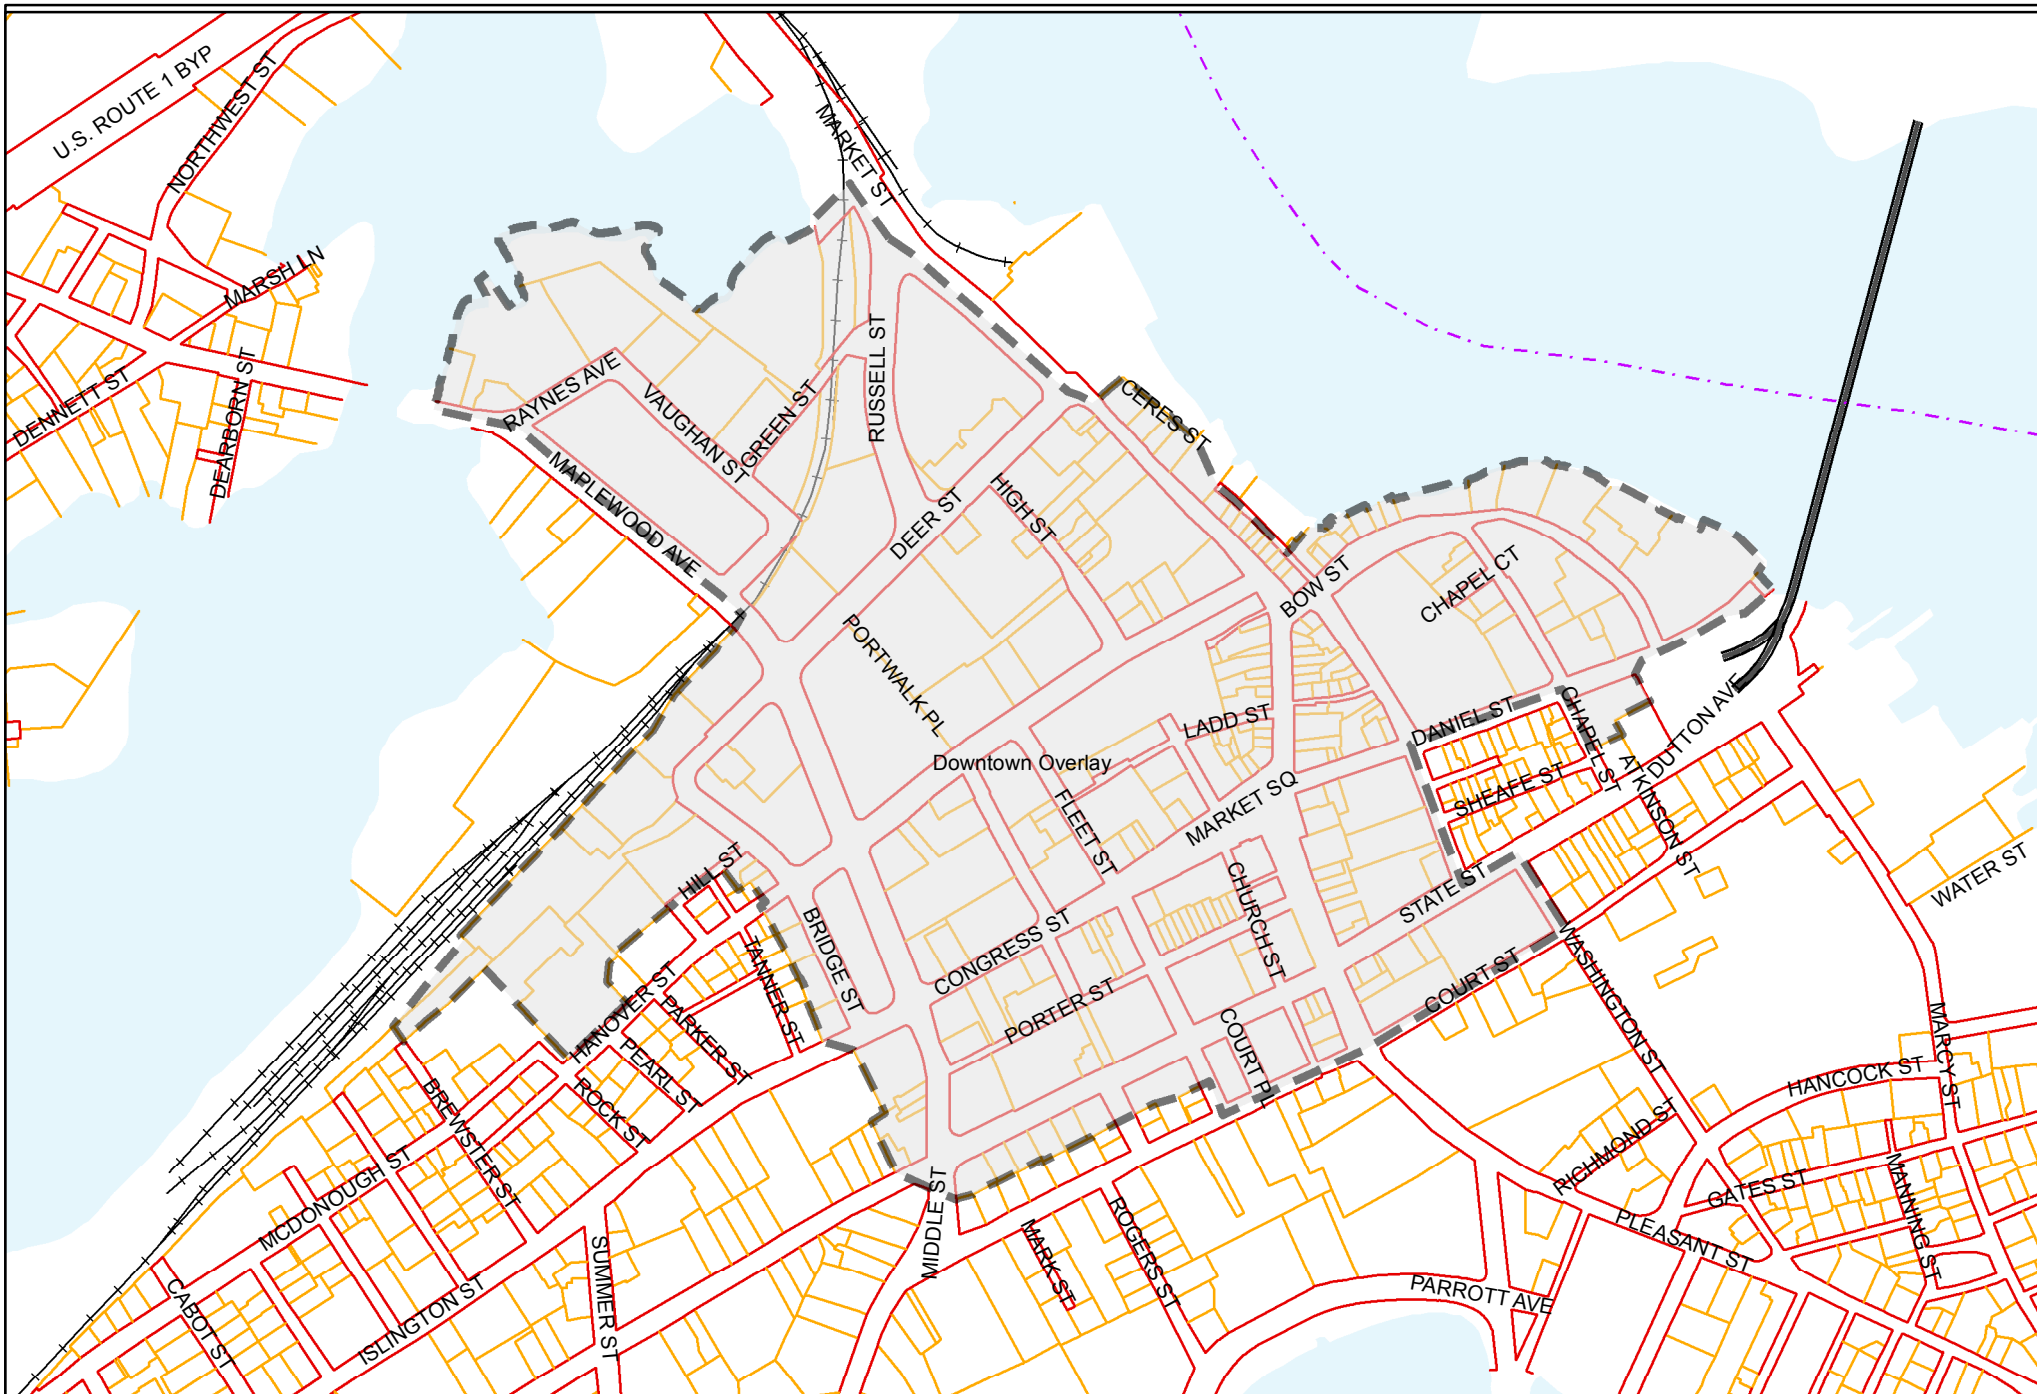 U.S. ROUTE 1 BYP
NORTHWEST ST
MARKET ST
MARSH LN
DENNETT ST
DEARBORN ST
RAYNES AVE
VAUGHAN ST
GREEN ST
RUSSELL ST
CERES ST
MAPLEWOOD AVE
DEER ST
HIGH ST
BOW ST
CHAPEL CT
PORTWALK PL
LADD ST
DANIEL ST
CHAPEL ST
DUTTON AVE
Downtown Overlay
FLEET ST
MARKET SQ
SHEAFE ST
ATKINSON ST
HILL ST
CHURCH ST
STATE ST
WATER ST
BRIDGE ST
CONGRESS ST
TANNER ST
HANOVER ST
PARKER ST
PORTER ST
COURT ST
WASHINGTON ST
PEARL ST
ROCK ST
COURT PL
BREWSTER ST
MARCY ST
HANCOCK ST
MCDONOUGH ST
RICHMOND ST
GATES ST
MANNING ST
MIDDLE ST
MARK ST
ROGERS ST
PLEASANT ST
CABOT ST
ISLINGTON ST
SUMMER ST
PARROTT AVE